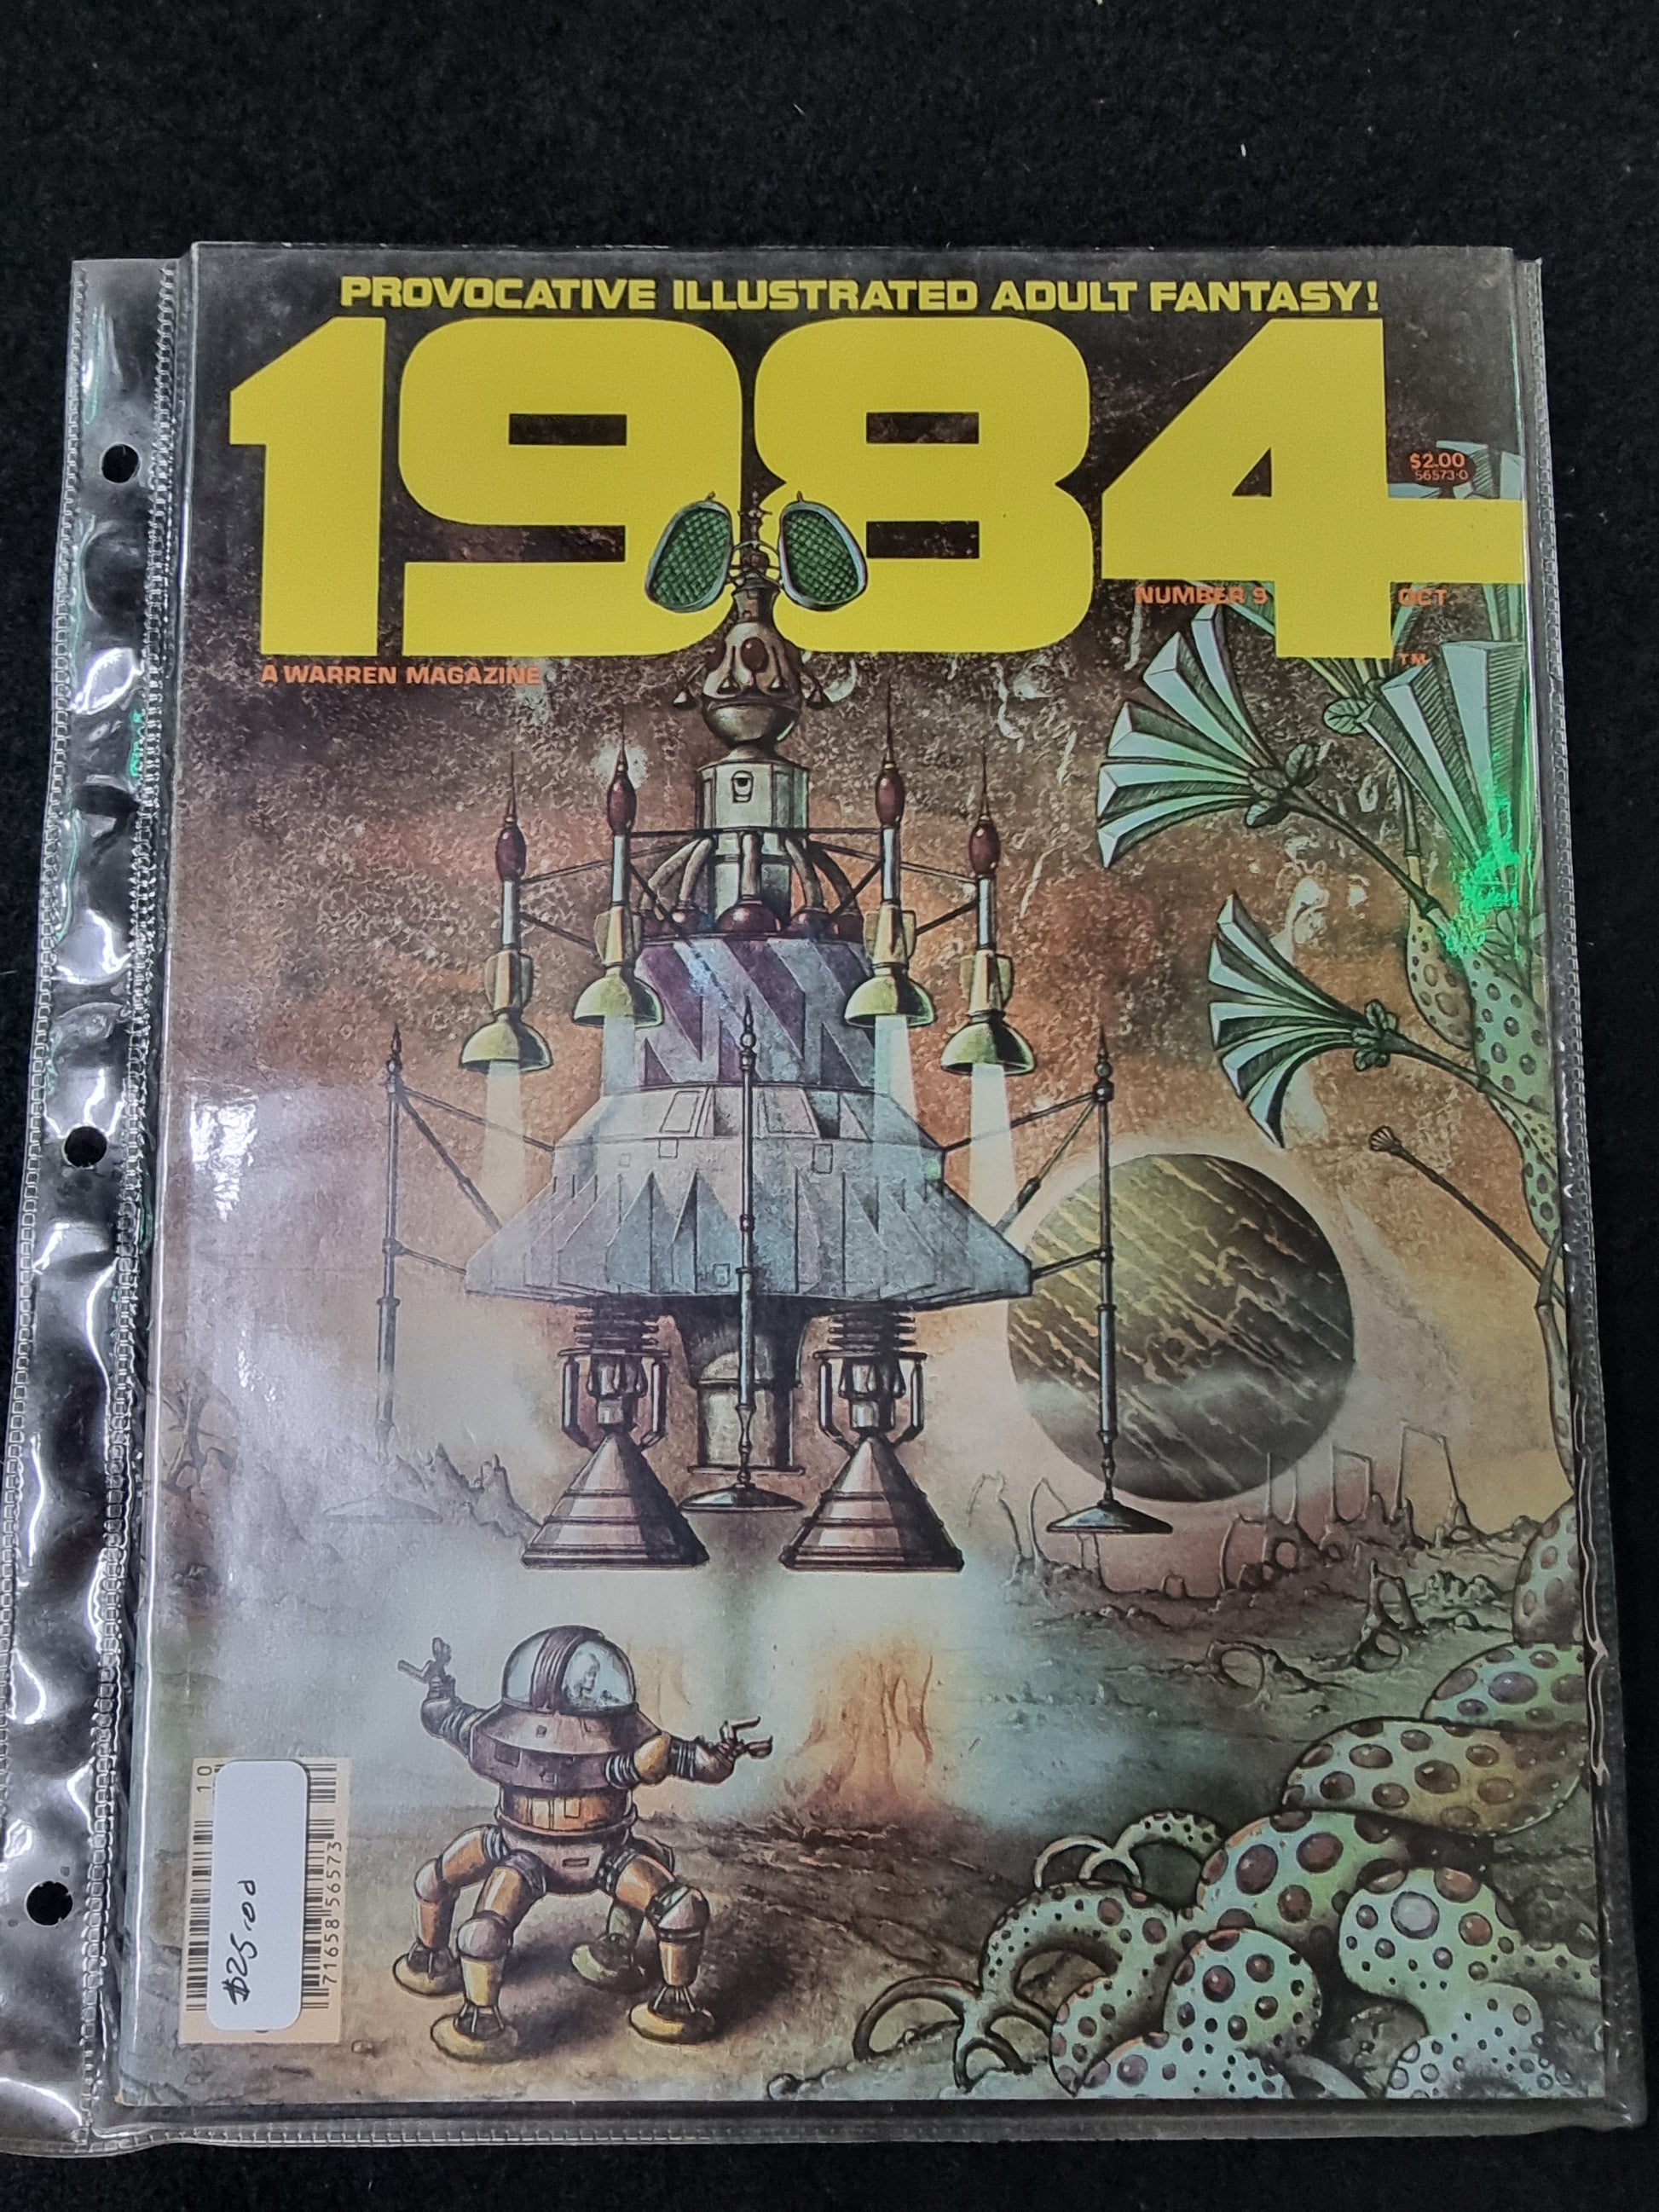 PROVOCATIVE ILLUSTRATED ADULT FANTASY!
1984
$2.00
56573-0
NUMBER 9 OCT
TM
A WARREN MAGAZINE
10
71658 56573
$25.00